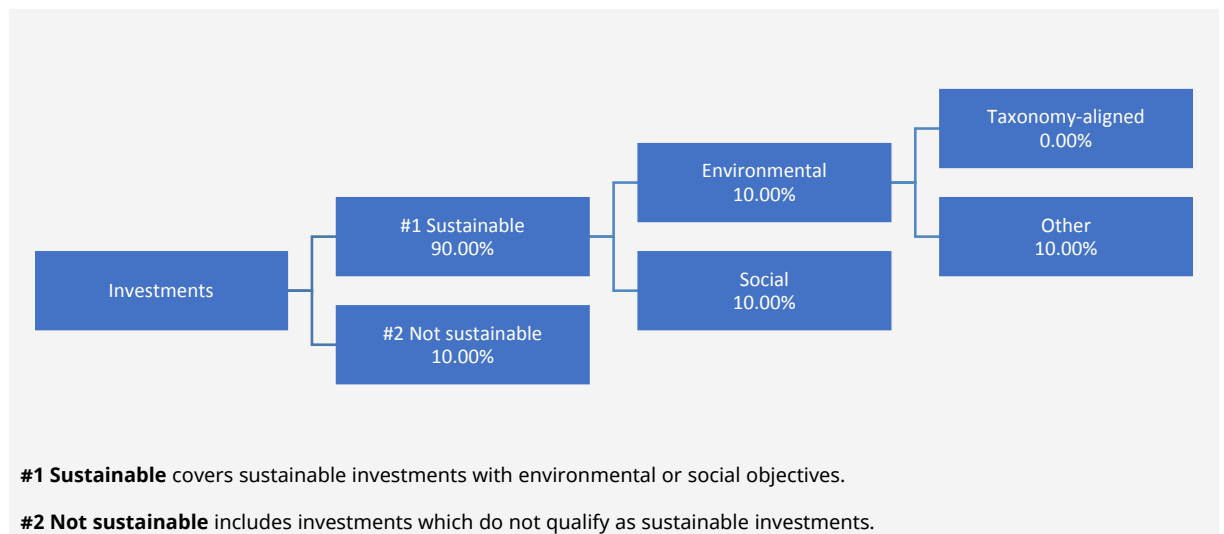 Investments
#1 Sustainable
90.00%
#2 Not sustainable
10.00%
Environmental
10.00%
Social
10.00%
Taxonomy-aligned
0.00%
Other
10.00%
#1 Sustainable covers sustainable investments with environmental or social objectives.
#2 Not sustainable includes investments which do not qualify as sustainable investments.